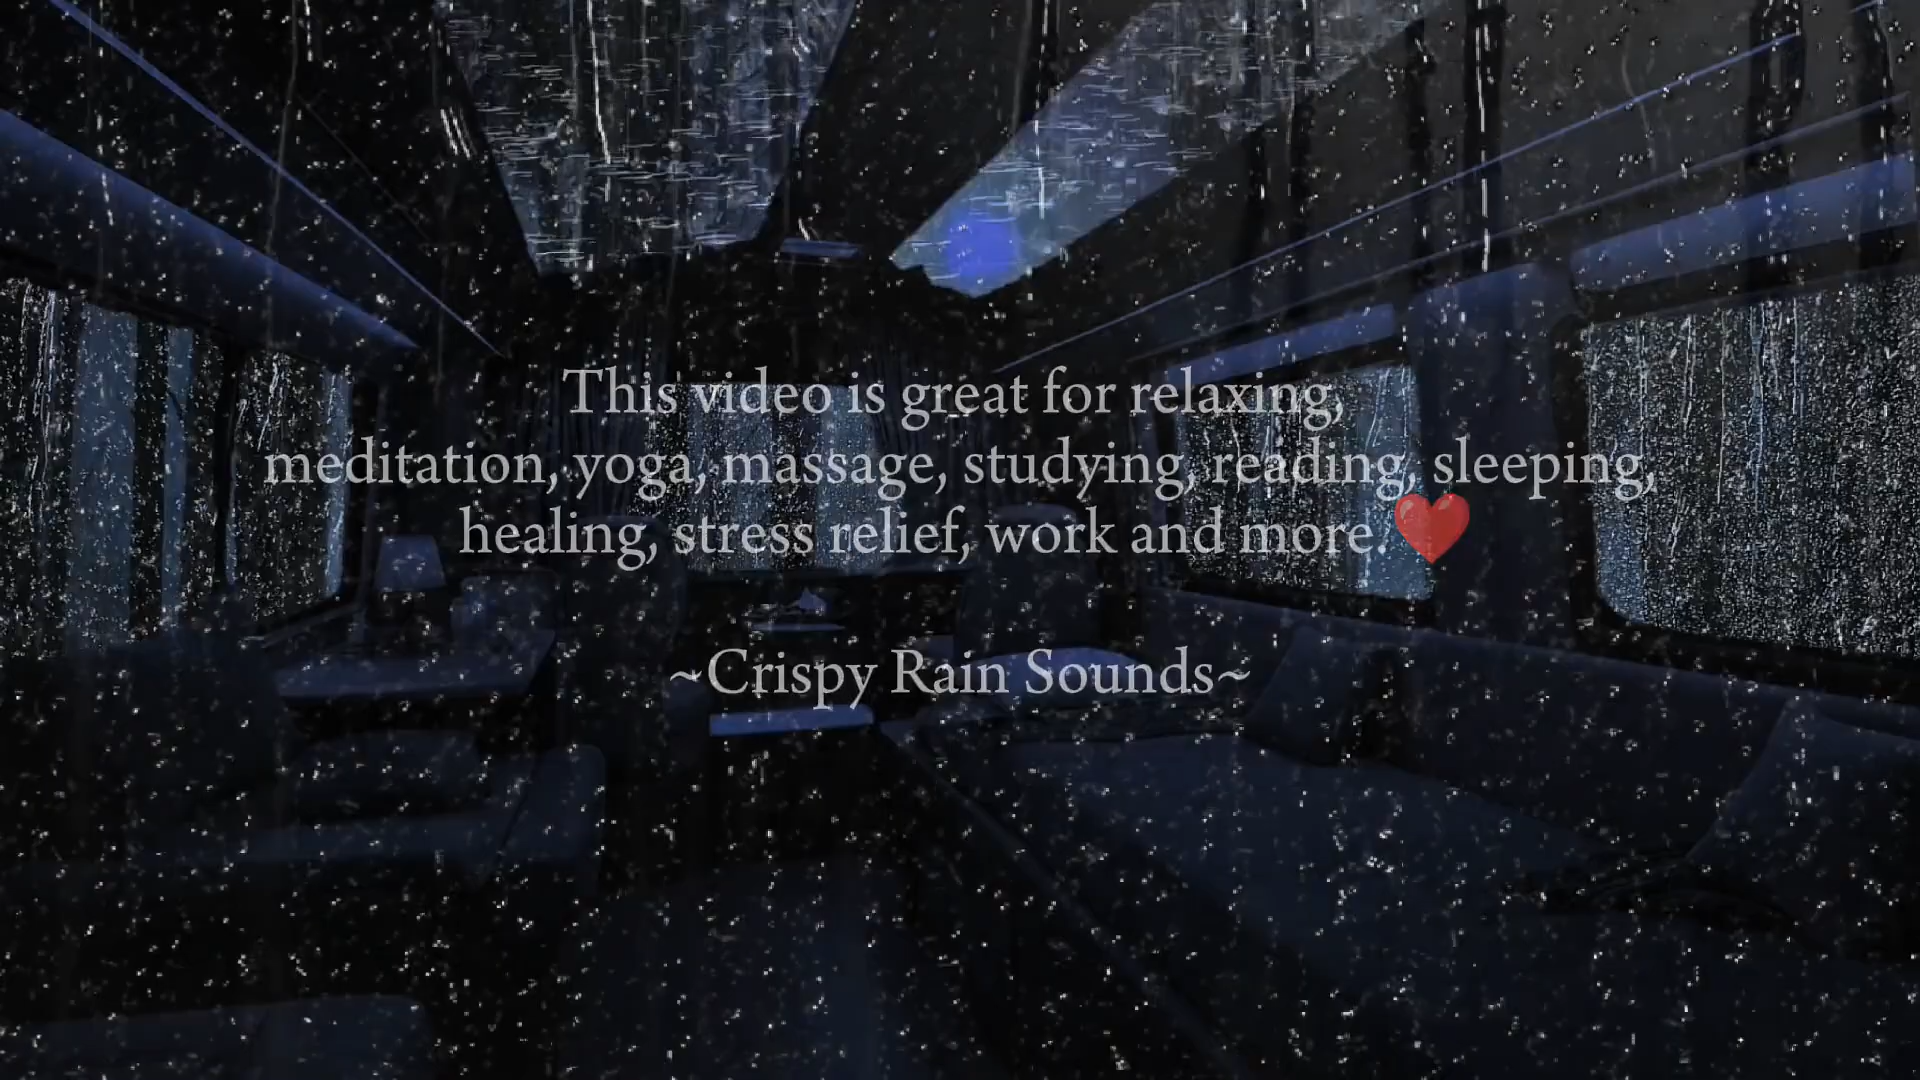 This video is great for relaxing,
meditation, yoga, massage, studying, reading, sleeping,
healing, stress relief, work and more.❤️
~Crispy Rain Sounds~